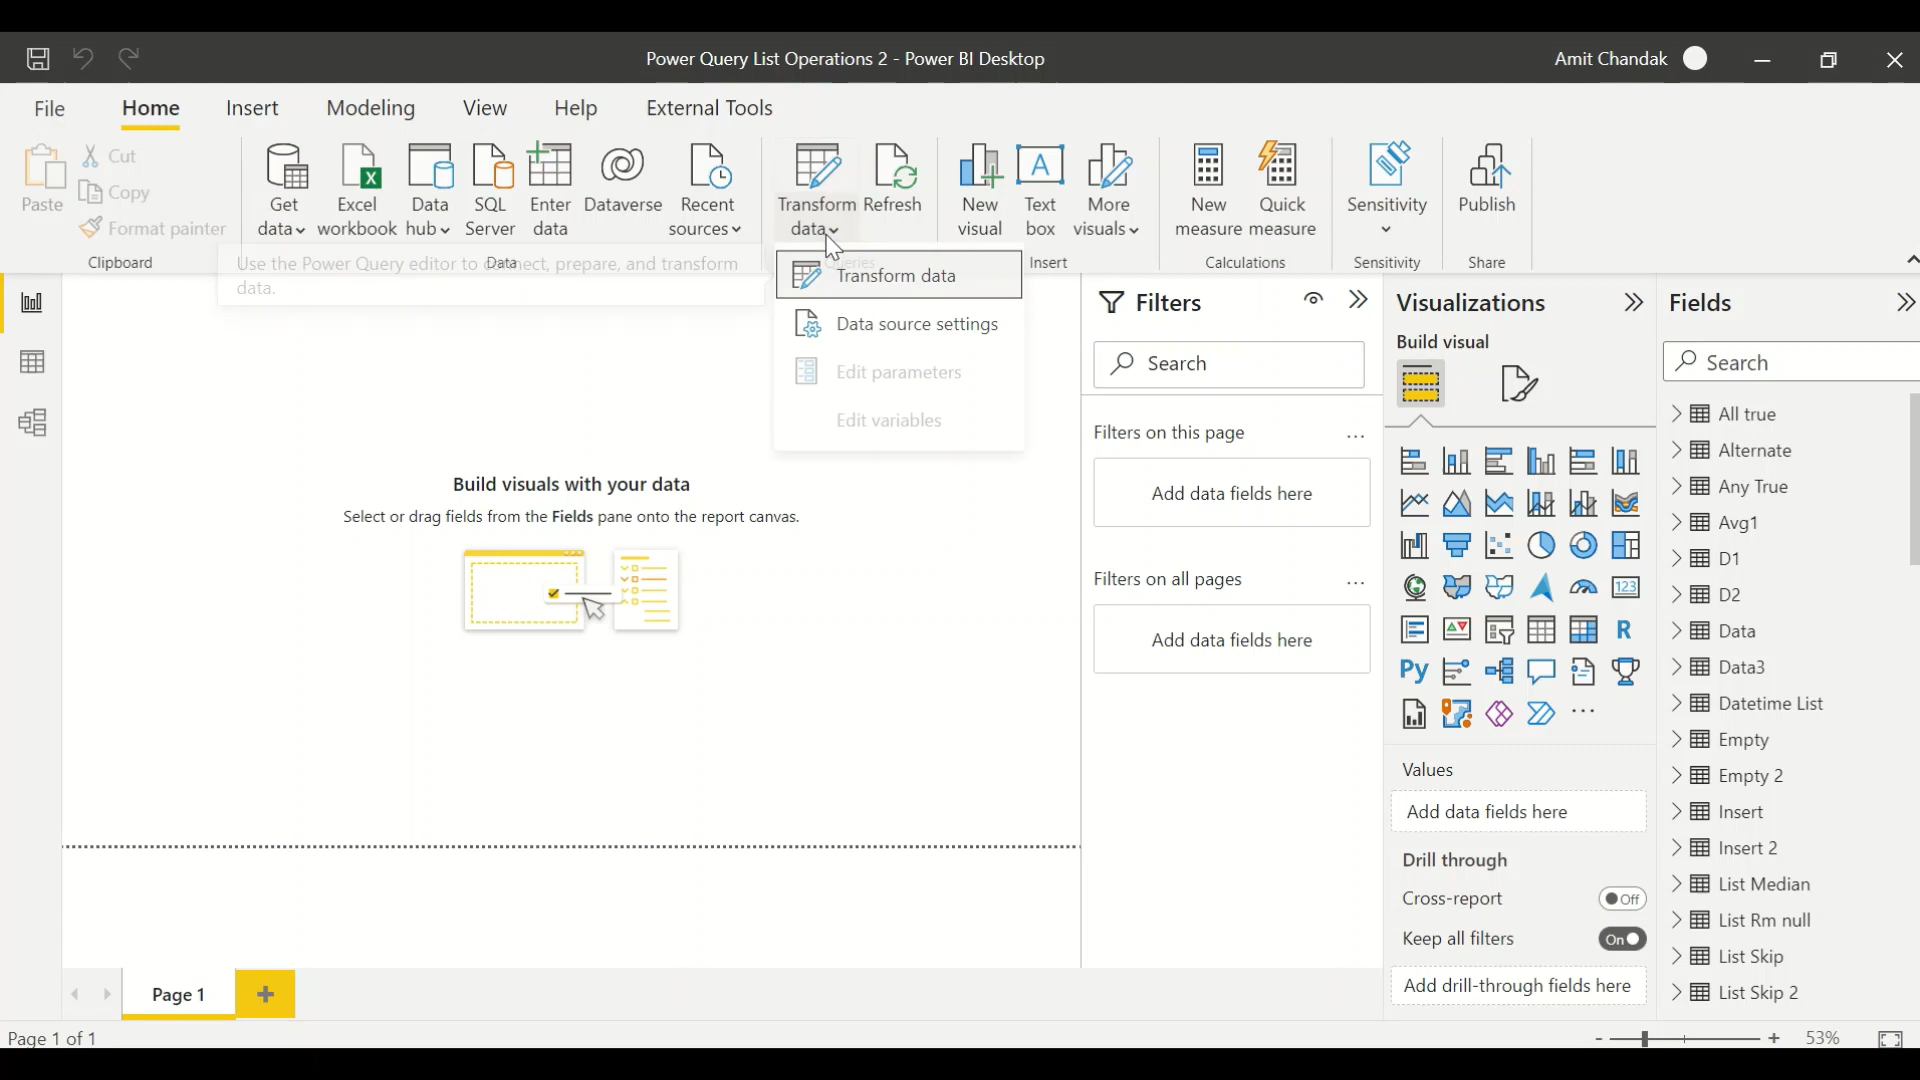 Power Query List Operations 2 - Power BI Desktop
Amit Chandak
File Home Insert Modeling View Help External Tools
Paste
Cut
Copy
Format painter
Clipboard
Get data
Excel workbook
Data hub
SQL Server
Enter data
Dataverse
Recent sources
Data
Transform data
Refresh
Queries
New visual
Text box
More visuals
Insert
New measure
Quick measure
Calculations
Sensitivity
Sensitivity
Publish
Share
Use the Power Query editor to connect, prepare, and transform
data.
Transform data
Data source settings
Edit parameters
Edit variables
Build visuals with your data
Select or drag fields from the Fields pane onto the report canvas.
Filters
Search
Filters on this page
Add data fields here
Filters on all pages
Add data fields here
Visualizations
Build visual
123
R
Py
Values
Add data fields here
Drill through
Cross-report
Off
Keep all filters
On
Add drill-through fields here
Fields
Search
All true
Alternate
Any True
Avg1
D1
D2
Data
Data3
Datetime List
Empty
Empty 2
Insert
Insert 2
List Median
List Rm null
List Skip
List Skip 2
Page 1
Page 1 of 1
53%